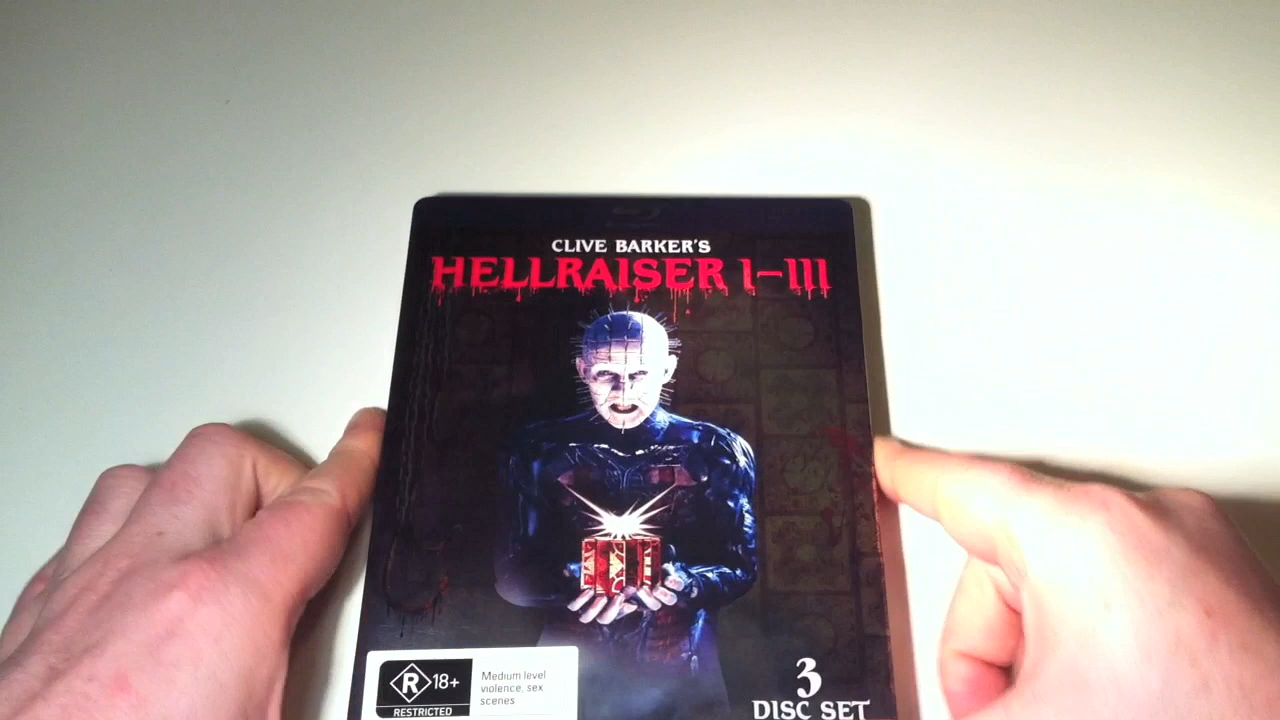 CLIVE BARKER'S
HELLRAISER I-III
R 18+
RESTRICTED
Medium level
violence, sex
scenes
3
DISC SET